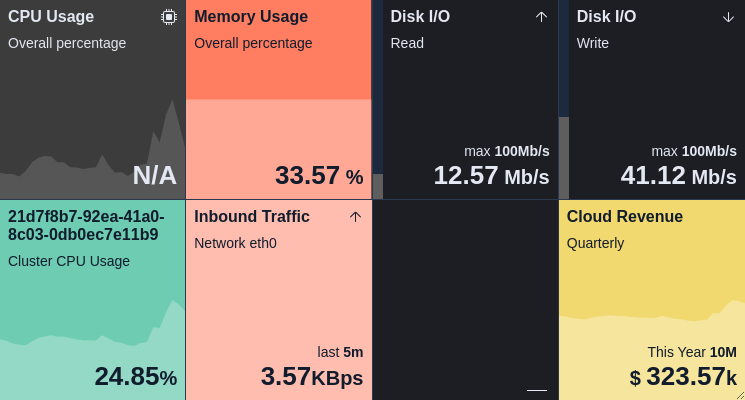 CPU Usage
Overall percentage
N/A
Memory Usage
Overall percentage
33.57 %
Disk I/O
Read
max 100Mb/s
12.57 Mb/s
Disk I/O
Write
max 100Mb/s
41.12 Mb/s
21d7f8b7-92ea-41a0-
8c03-0db0ec7e11b9
Cluster CPU Usage
24.85%
Inbound Traffic
Network eth0
last 5m
3.57KBps
—
Cloud Revenue
Quarterly
This Year 10M
$ 323.57k